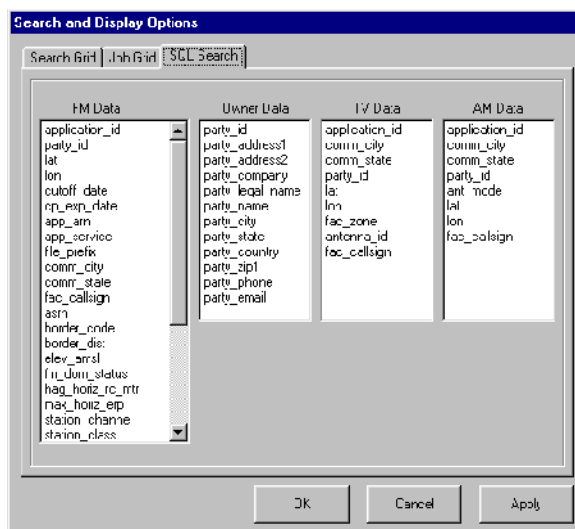 Search and Display Options
Search Grid Job Grid SQL Search
FM Data
application_id
party_id
lat
lon
cutoff_date
cp_exp_date
app_arn
app_service
file_prefix
comm_city
comm_state
fac_callsign
asrn
border_code
border_dist
elev_amsl
fm_dom_status
hag_horiz_rc_mtr
max_horiz_erp
station_channel
station_class
Owner Data
party_id
party_address1
party_address2
party_company
party_legal_name
party_name
party_city
party_state
party_country
party_zip1
party_phone
party_email
TV Data
application_id
comm_city
comm_state
party_id
lat
lon
fac_zone
antenna_id
fac_callsign
AM Data
application_id
comm_city
comm_state
party_id
ant_mode
lat
lon
fac_callsign
OK Cancel Apply